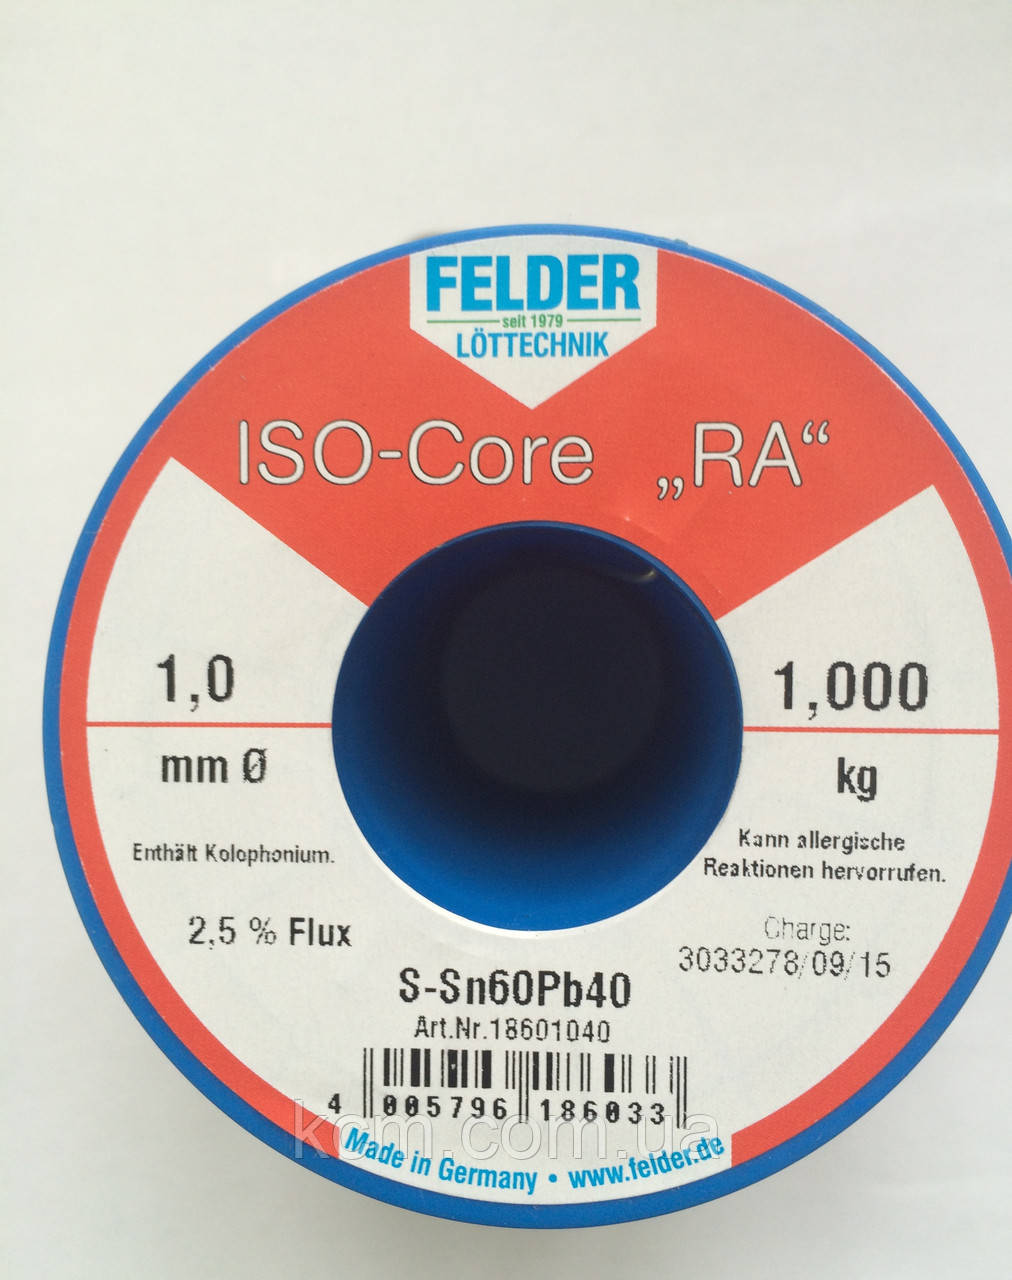 FELDER
seit 1979
LÖTTECHNIK
ISO-Core „RA“
1,0
mm Ø
1,000
kg
Enthält Kolophonium.
Kann allergische
Reaktionen hervorrufen.
2,5 % Flux
Charge:
3033278/09/15
S-Sn60Pb40
Art.Nr.18601040
4 005796 186033
Made in Germany • www.felder.de
kcm.com.ua